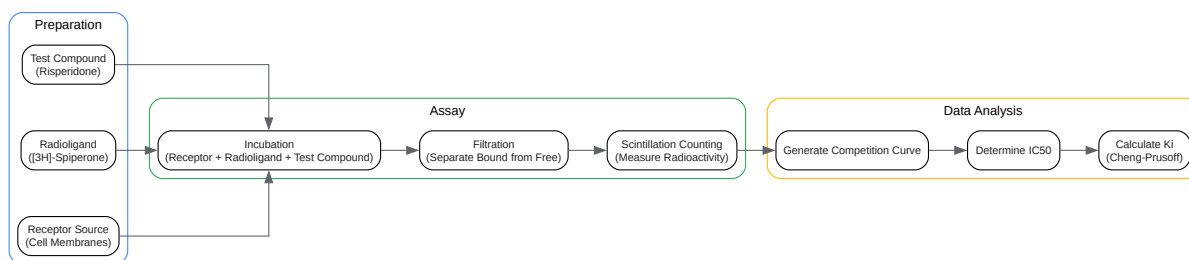 Preparation
Test Compound
(Risperidone)
Radioligand
([3H]-Spiperone)
Receptor Source
(Cell Membranes)
Assay
Incubation
(Receptor + Radioligand + Test Compound)
Filtration
(Separate Bound from Free)
Scintillation Counting
(Measure Radioactivity)
Data Analysis
Generate Competition Curve
Determine IC50
Calculate Ki
(Cheng-Prusoff)